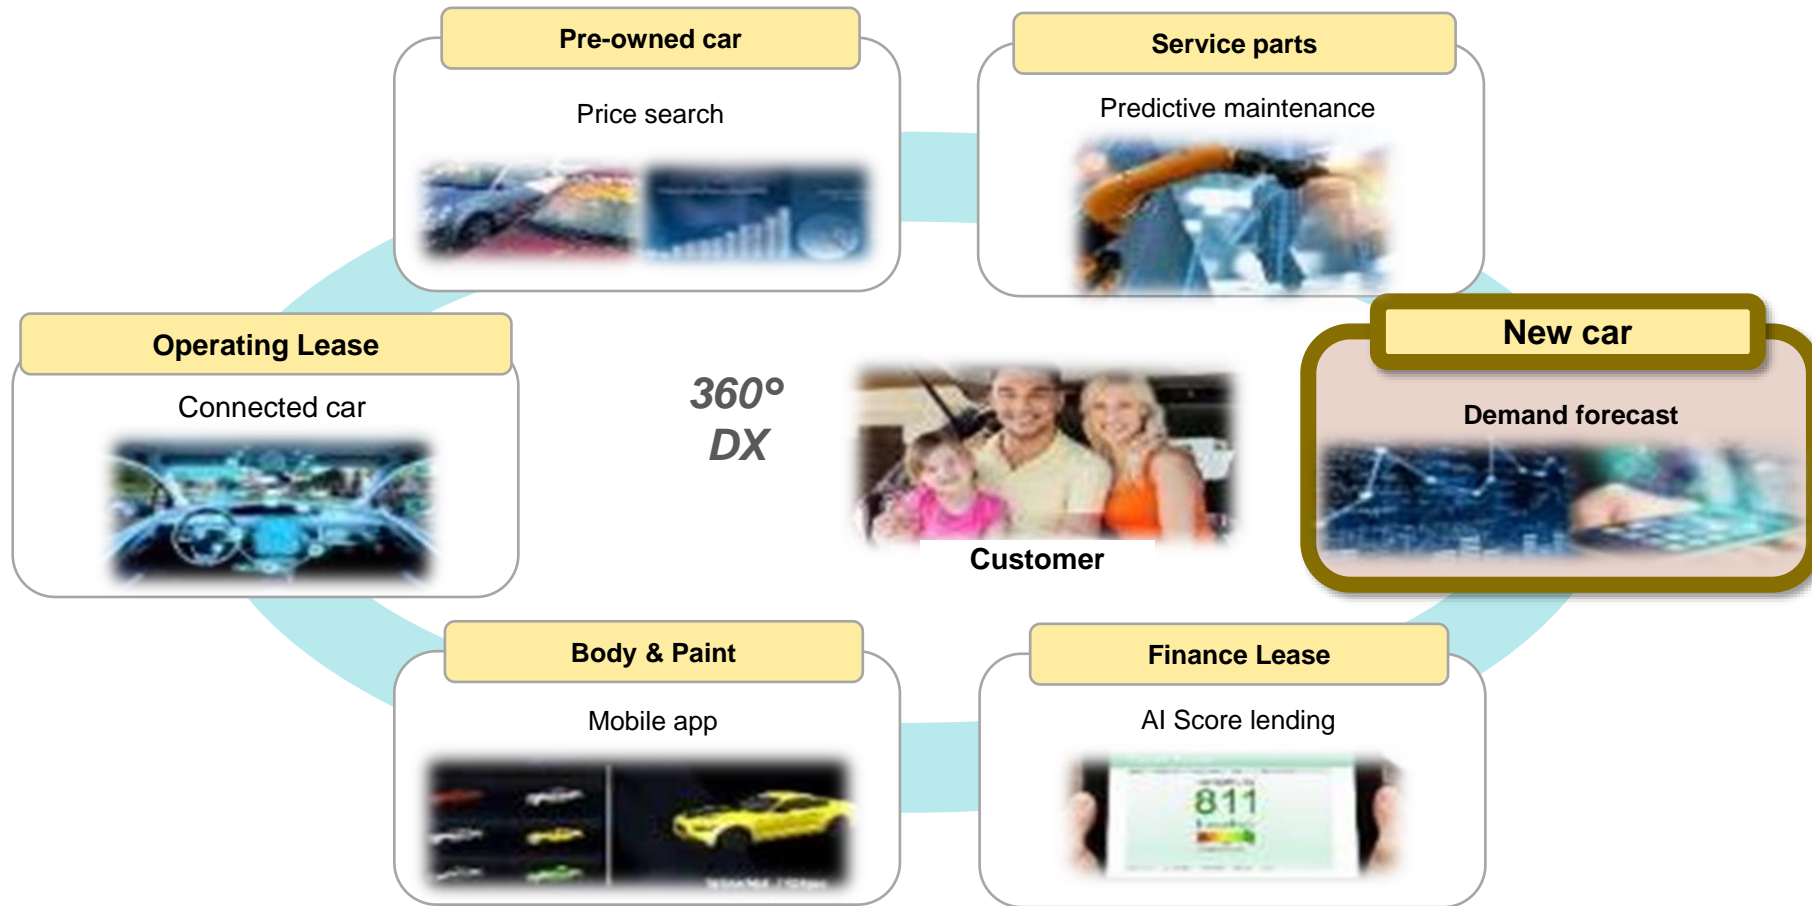 Pre-owned car
Price search
Service parts
Predictive maintenance
Operating Lease
Connected car
360°
DX
Customer
New car
Demand forecast
Body & Paint
Mobile app
Finance Lease
AI Score lending
811